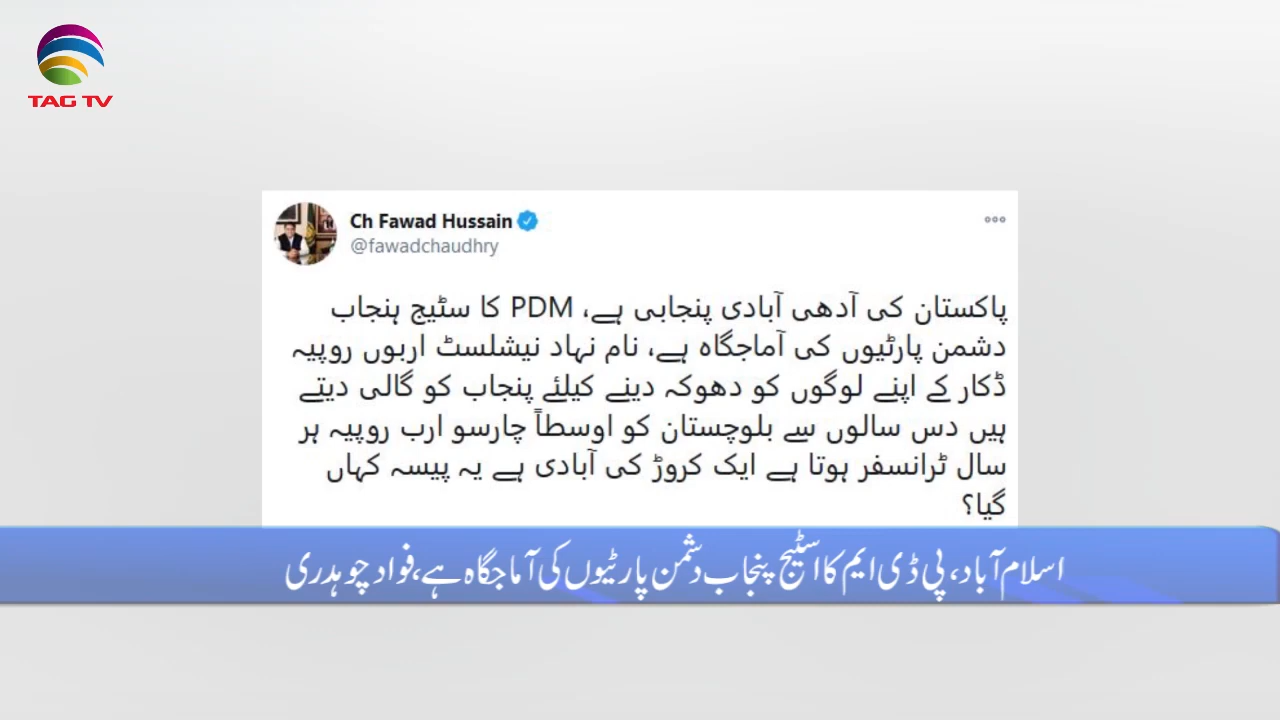 TAG TV
Ch Fawad Hussain
@fawadchaudhry
پاکستان کی آدھی آبادی پنجابی ہے، PDM کا سٹیج ہنجاب
دشمن پارٹیوں کی آماجگاہ ہے، نام نہاد نیشلسٹ اربوں روپیہ
ڈکار کے اپنے لوگوں کو دھوکہ دینے کیلئے پنجاب کو گالی دیتے
ہیں دس سالوں سے بلوچستان کو اوسطاً چارسو ارب روپیہ ہر
سال ٹرانسفر ہوتا ہے ایک کروڑ کی آبادی ہے یہ پیسہ کہاں
گیا؟
اسلام آباد، پی ڈی ایم کا اسٹیج پنجاب دشمن پارٹیوں کی آماجگاہ ہے، فواد چوہدری